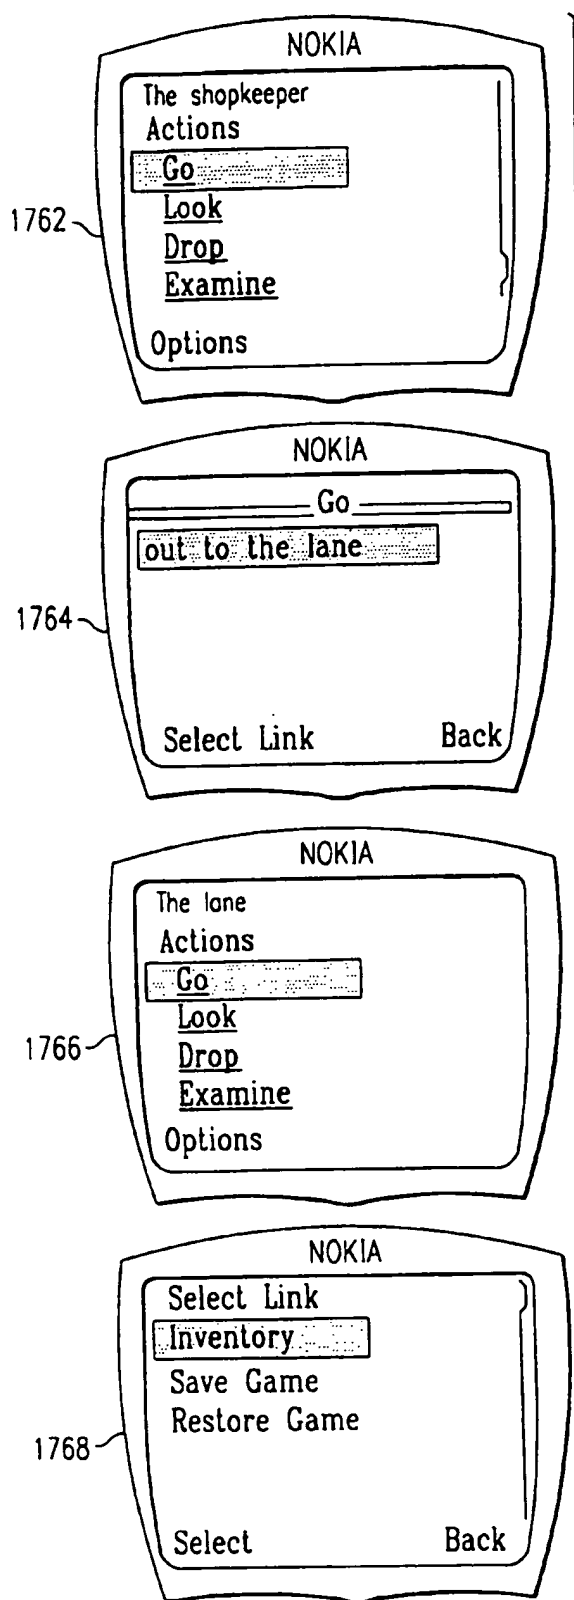 NOKIA
The shopkeeper
Actions
Go
Look
Drop
Examine
Options
1762
NOKIA
Go
out to the lane
Select Link Back
1764
NOKIA
The lane
Actions
Go
Look
Drop
Examine
Options
1766
NOKIA
Select Link
Inventory
Save Game
Restore Game
Select Back
1768